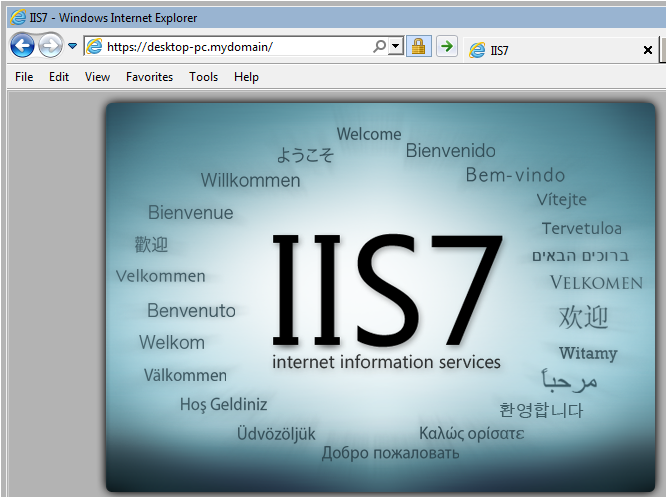 IIS7 - Windows Internet Explorer
https://desktop-pc.mydomain/
IIS7
File Edit View Favorites Tools Help
Welcome
ようこそ
Bienvenido
Willkommen
Bem-vindo
Vítejte
Bienvenue
Tervetuloa
歡迎
ברוכים הבאים
Velkommen
VELKOMEN
IIS7
Benvenuto
欢迎
Welkom
Witamy
internet information services
Välkommen
مرحباً
Hoş Geldiniz
환영합니다
Üdvözöljük
Καλώς ορίσατε
Добро пожаловать